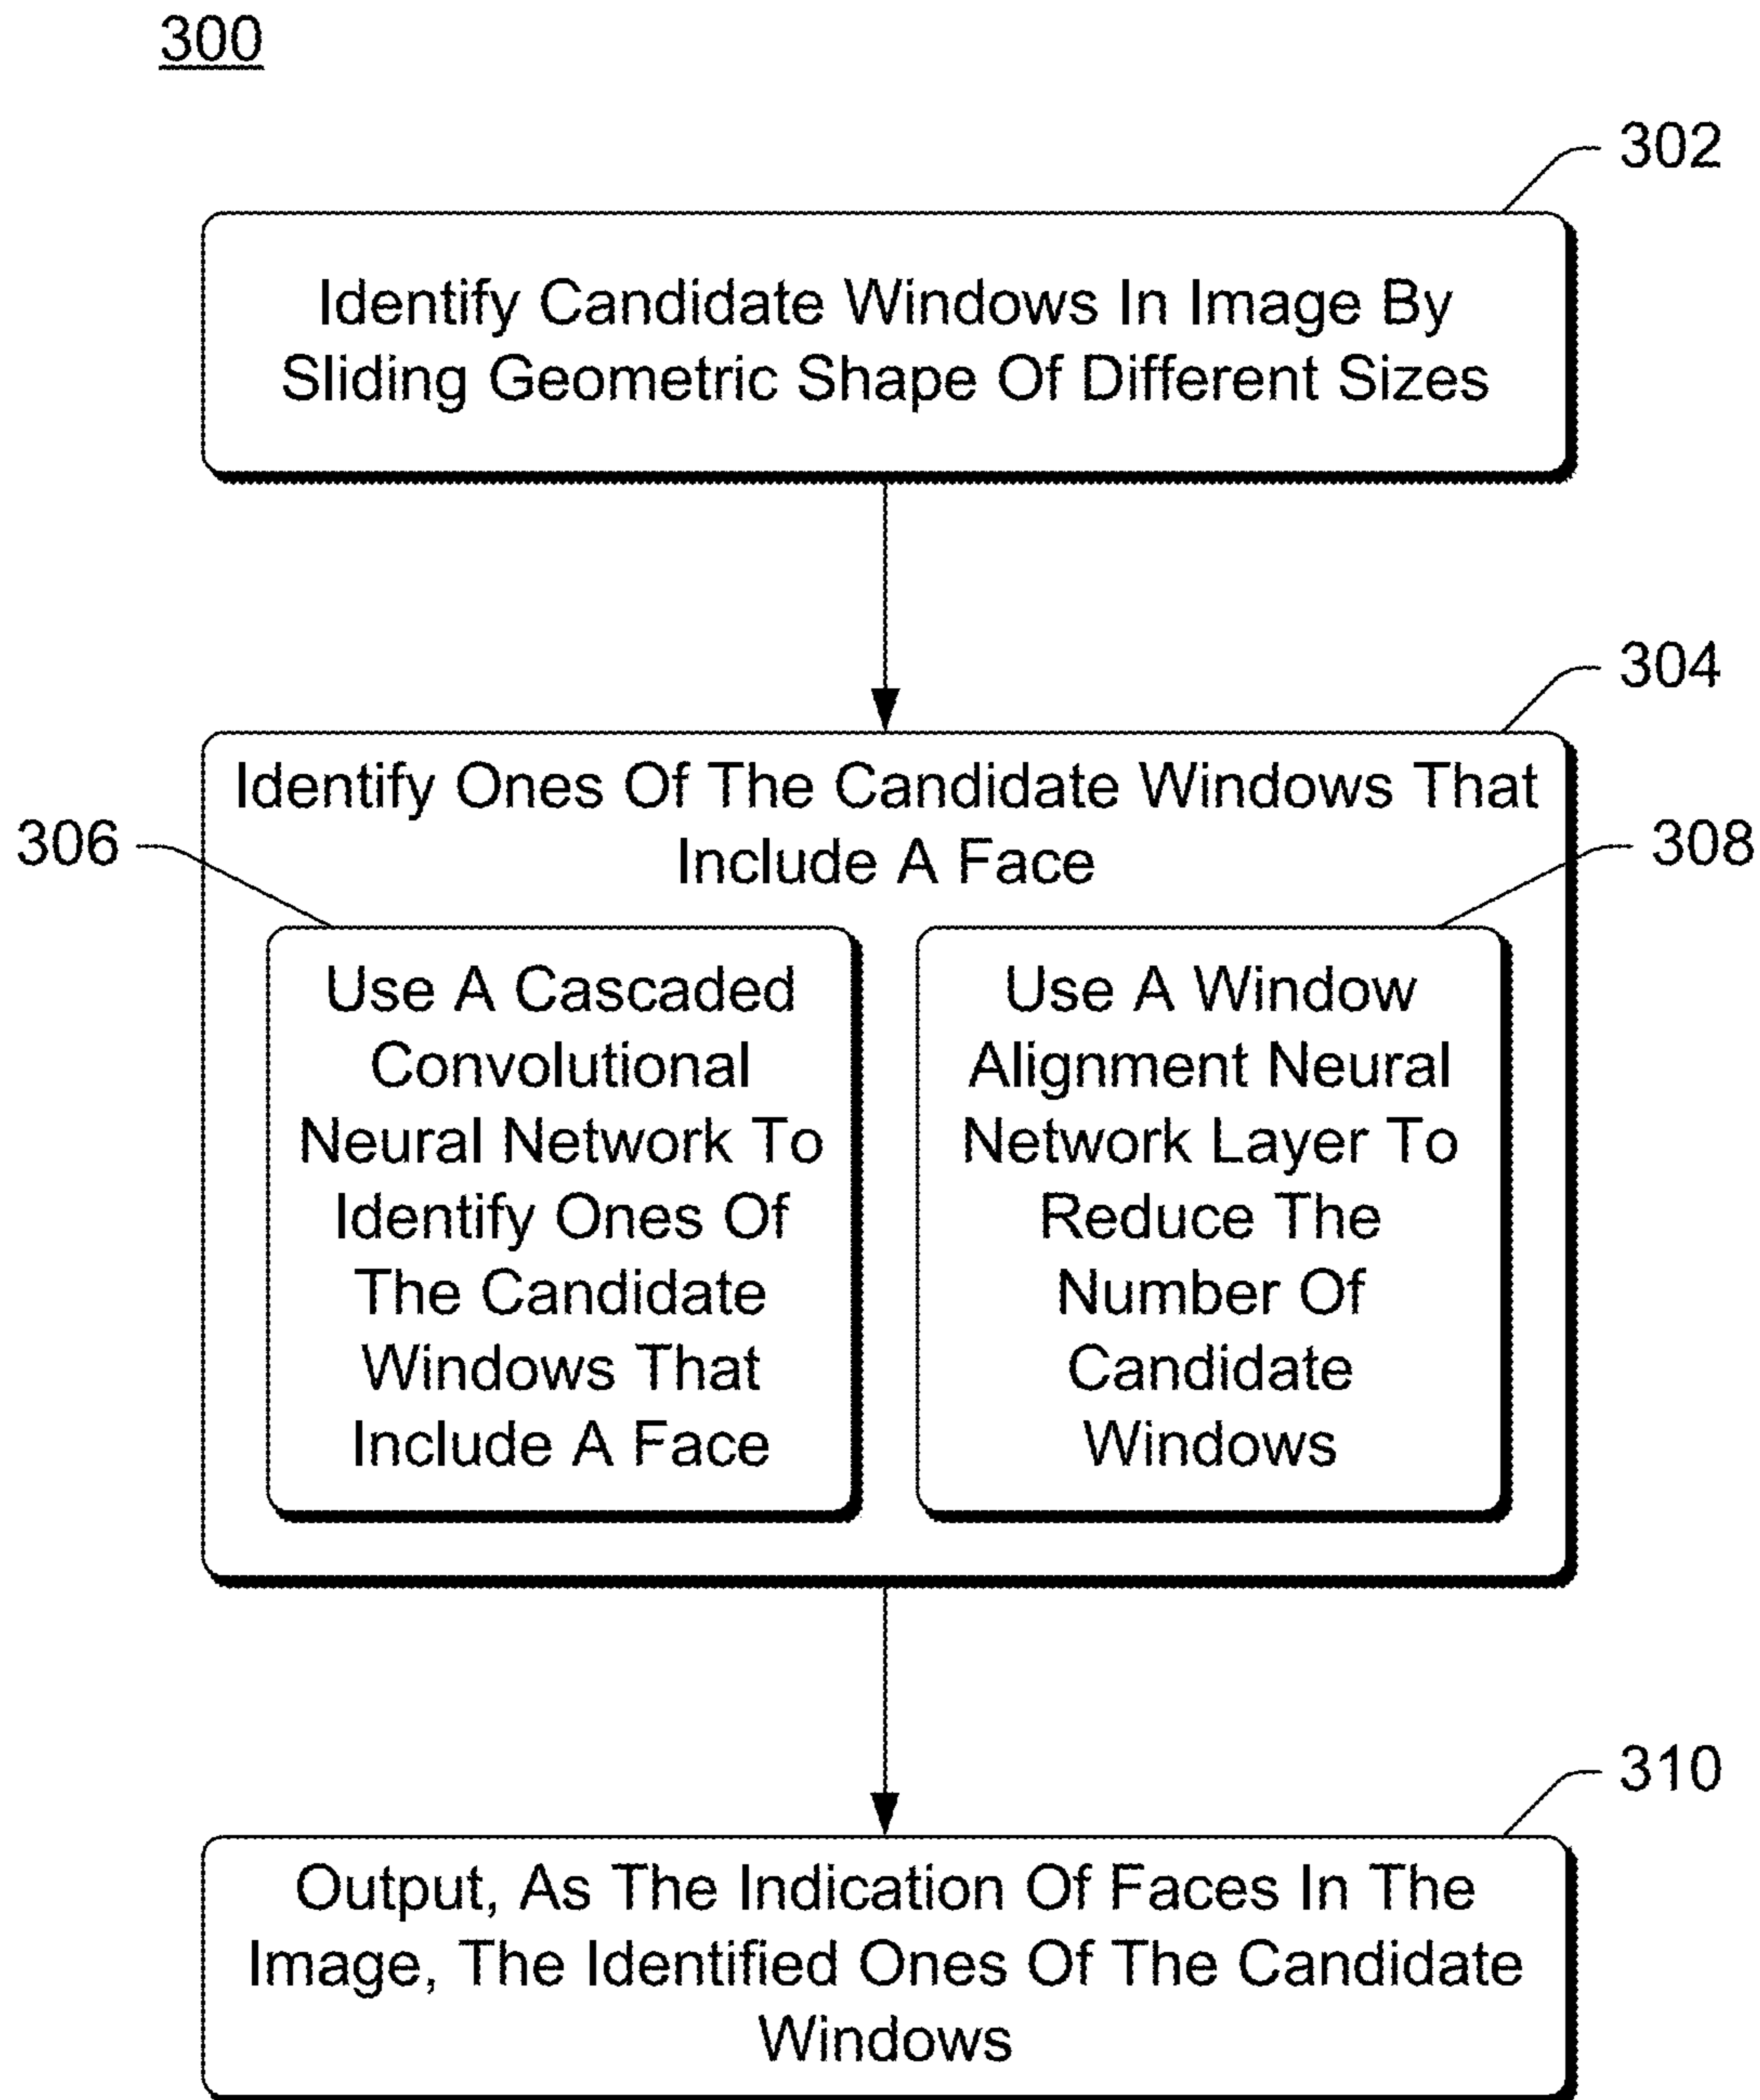 300
302
Identify Candidate Windows In Image By
Sliding Geometric Shape Of Different Sizes
304
Identify Ones Of The Candidate Windows That
Include A Face
306
308
Use A Cascaded
Convolutional
Neural Network To
Identify Ones Of
The Candidate
Windows That
Include A Face
Use A Window
Alignment Neural
Network Layer To
Reduce The
Number Of
Candidate
Windows
310
Output, As The Indication Of Faces In The
Image, The Identified Ones Of The Candidate
Windows